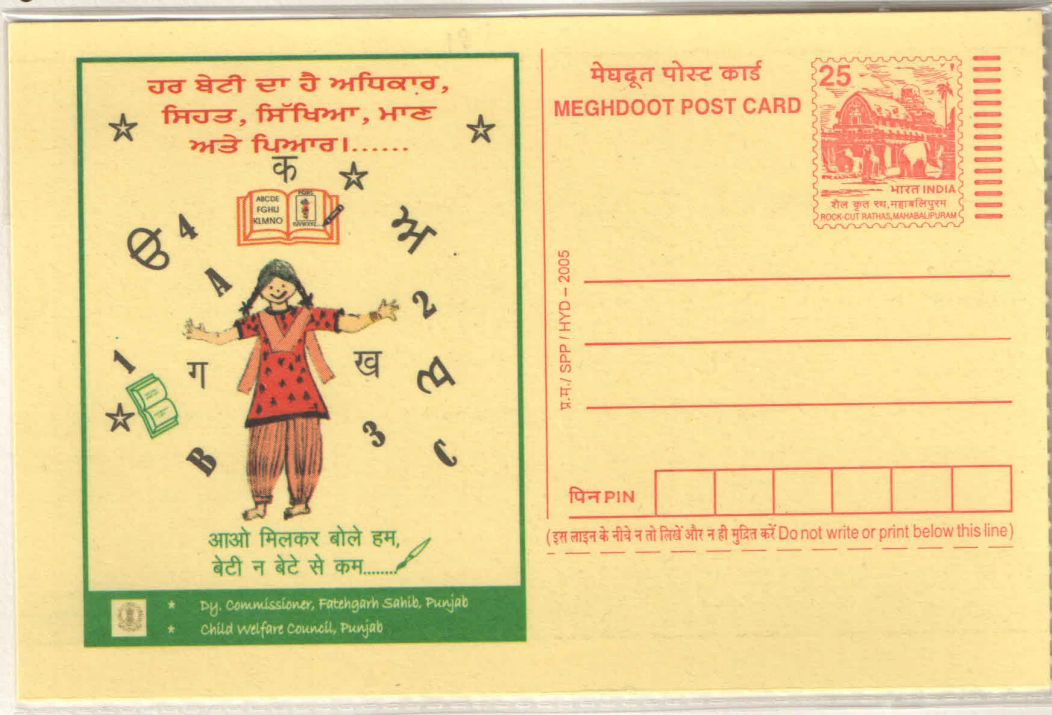 ਹਰ ਬੇਟੀ ਦਾ ਹੈ ਅਧਿਕਾਰ,
ਸਿਹਤ, ਸਿੱਖਿਆ, ਮਾਣ
ਅਤੇ ਪਿਆਰ।......
क
ABCDE
FGHIJ
KLMNO
ੳ
4
ਅ
A
2
1
ग
ख
ੲ
B
3
C
आओ मिलकर बोले हम,
बेटी न बेटे से कम........
* Dy. Commissioner, Fatehgarh Sahib, Punjab
* Child Welfare Council, Punjab
मेघदूत पोस्ट कार्ड
MEGHDOOT POST CARD
25
भारत INDIA
शैल कृत रथ, महाबलिपुरम
ROCK-CUT RATHAS, MAHABALIPURAM
प्र.म./ SPP / HYD – 2005
पिन PIN
(इस लाइन के नीचे न तो लिखें और न ही मुद्रित करें Do not write or print below this line)